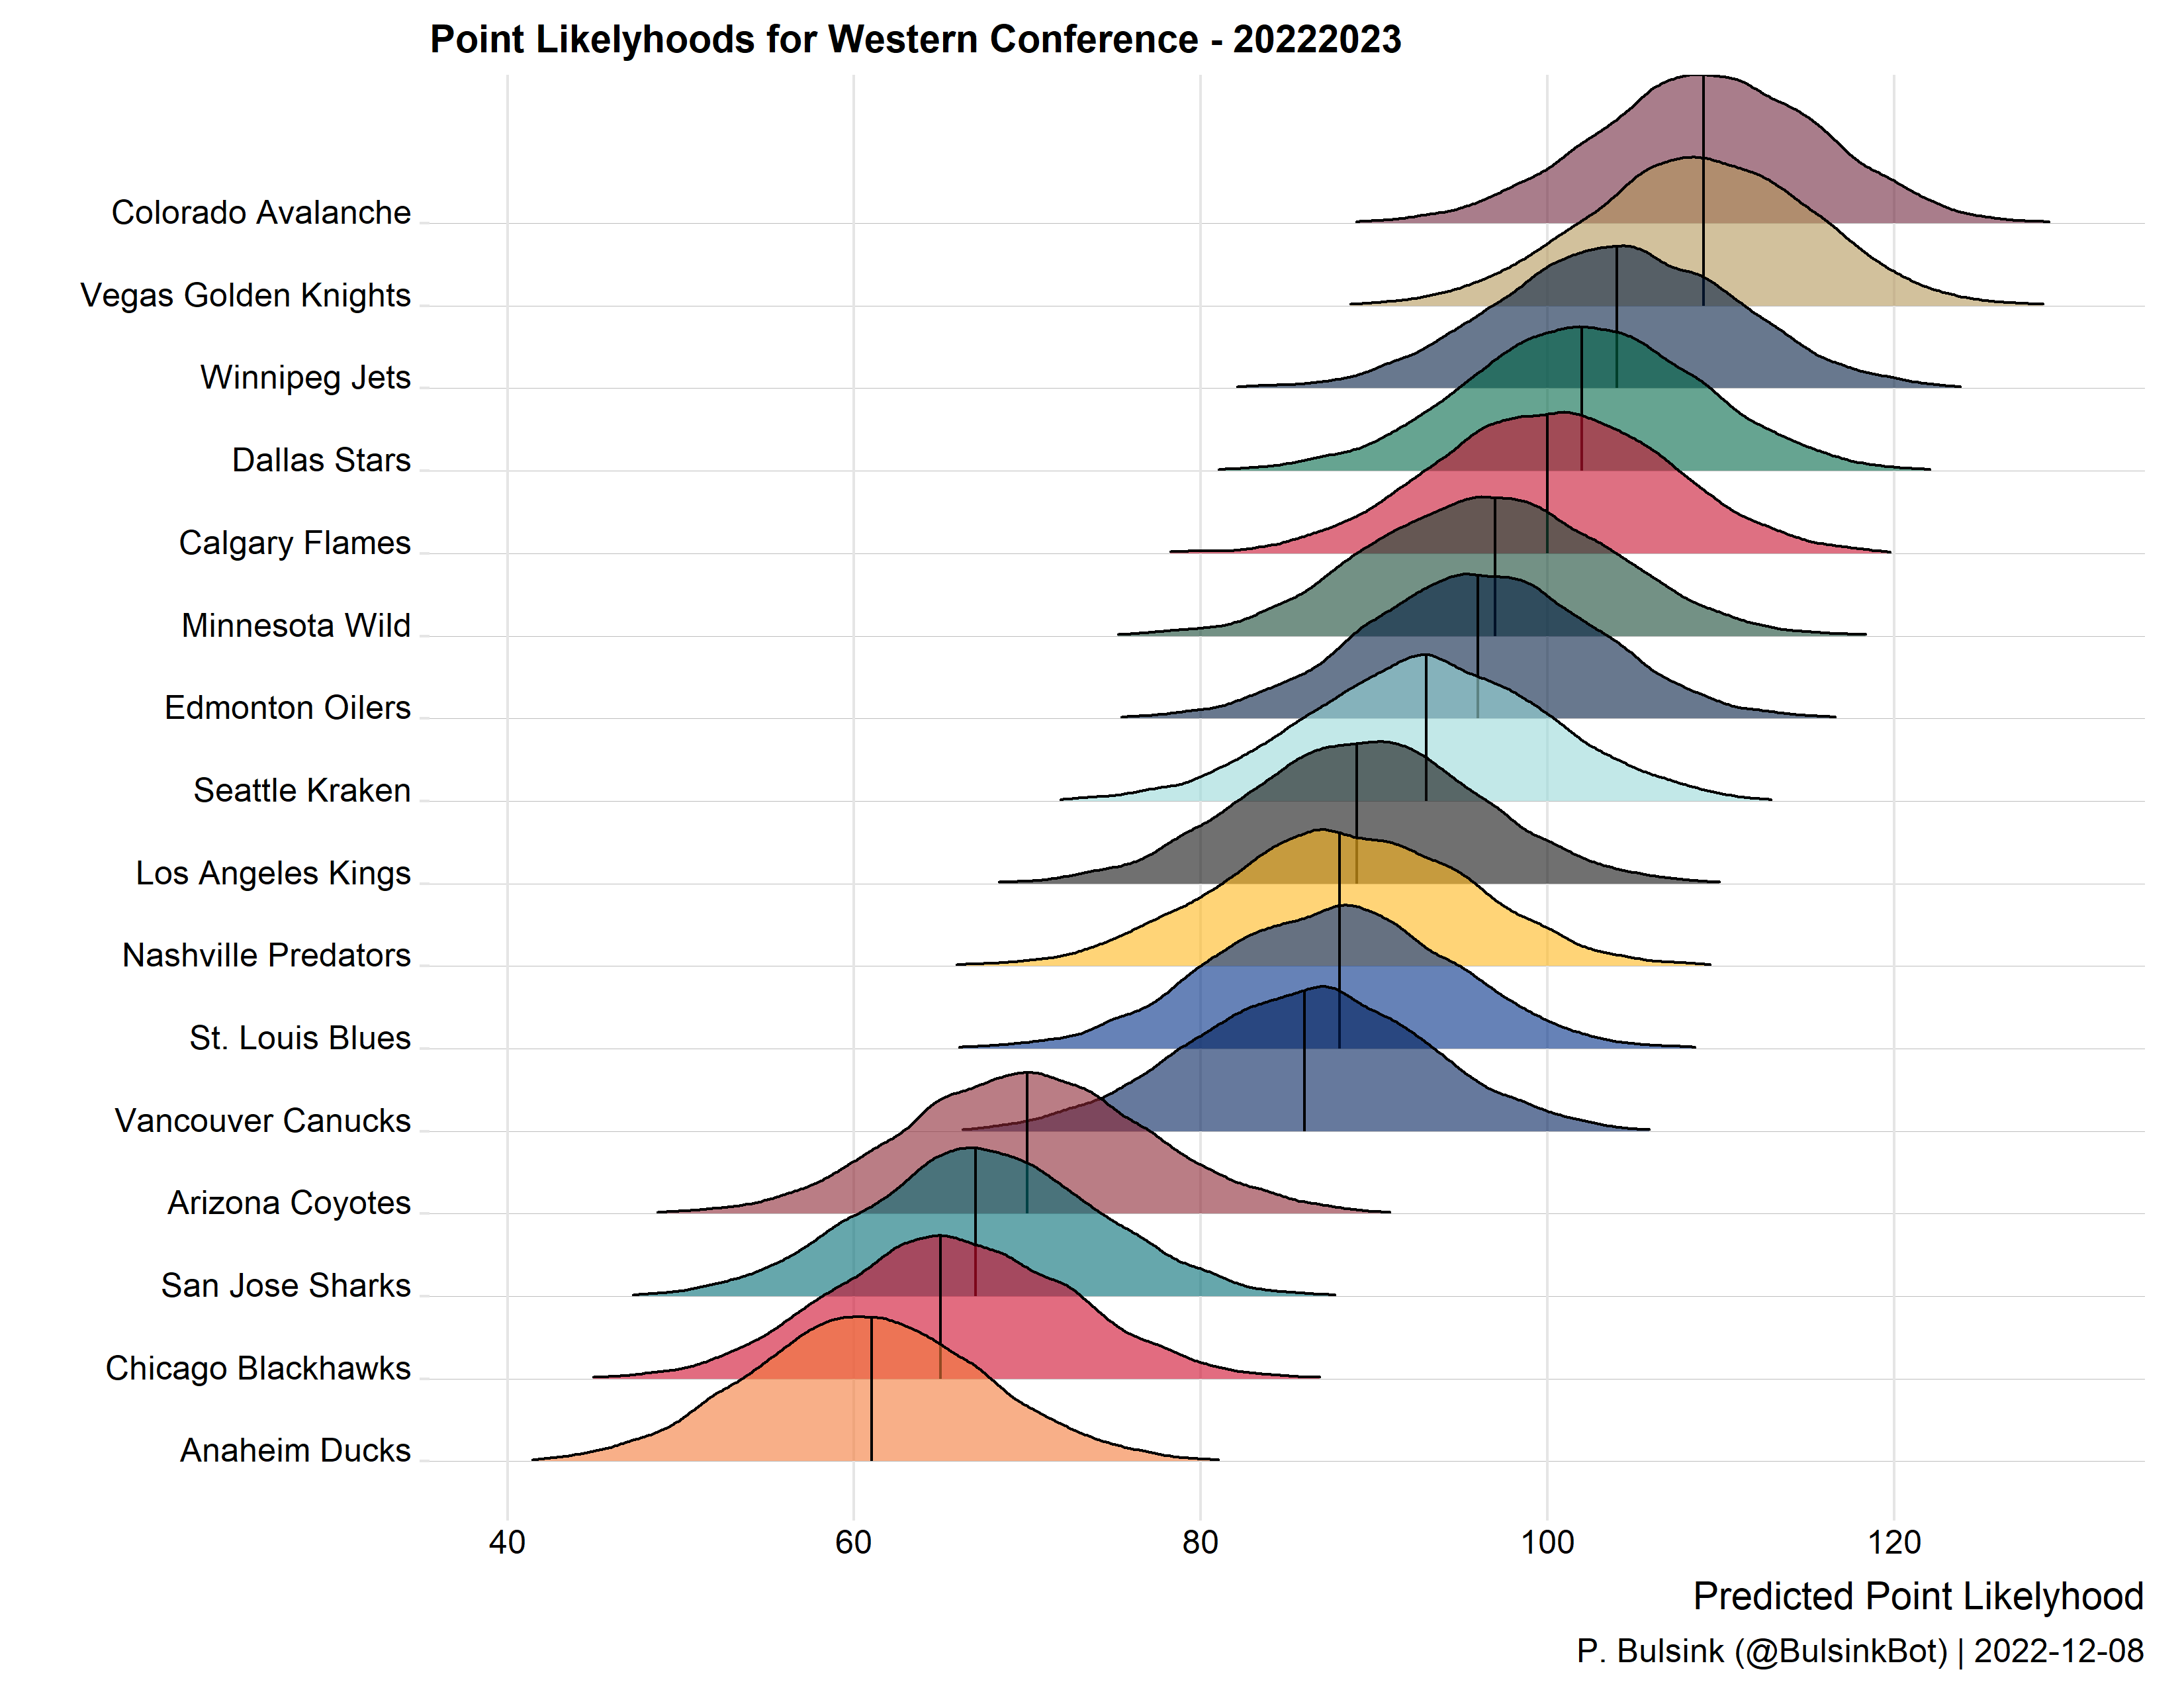 Point Likelyhoods for Western Conference - 20222023
Colorado Avalanche
Vegas Golden Knights
Winnipeg Jets
Dallas Stars
Calgary Flames
Minnesota Wild
Edmonton Oilers
Seattle Kraken
Los Angeles Kings
Nashville Predators
St. Louis Blues
Vancouver Canucks
Arizona Coyotes
San Jose Sharks
Chicago Blackhawks
Anaheim Ducks
40 60 80 100 120
Predicted Point Likelyhood
P. Bulsink (@BulsinkBot) | 2022-12-08